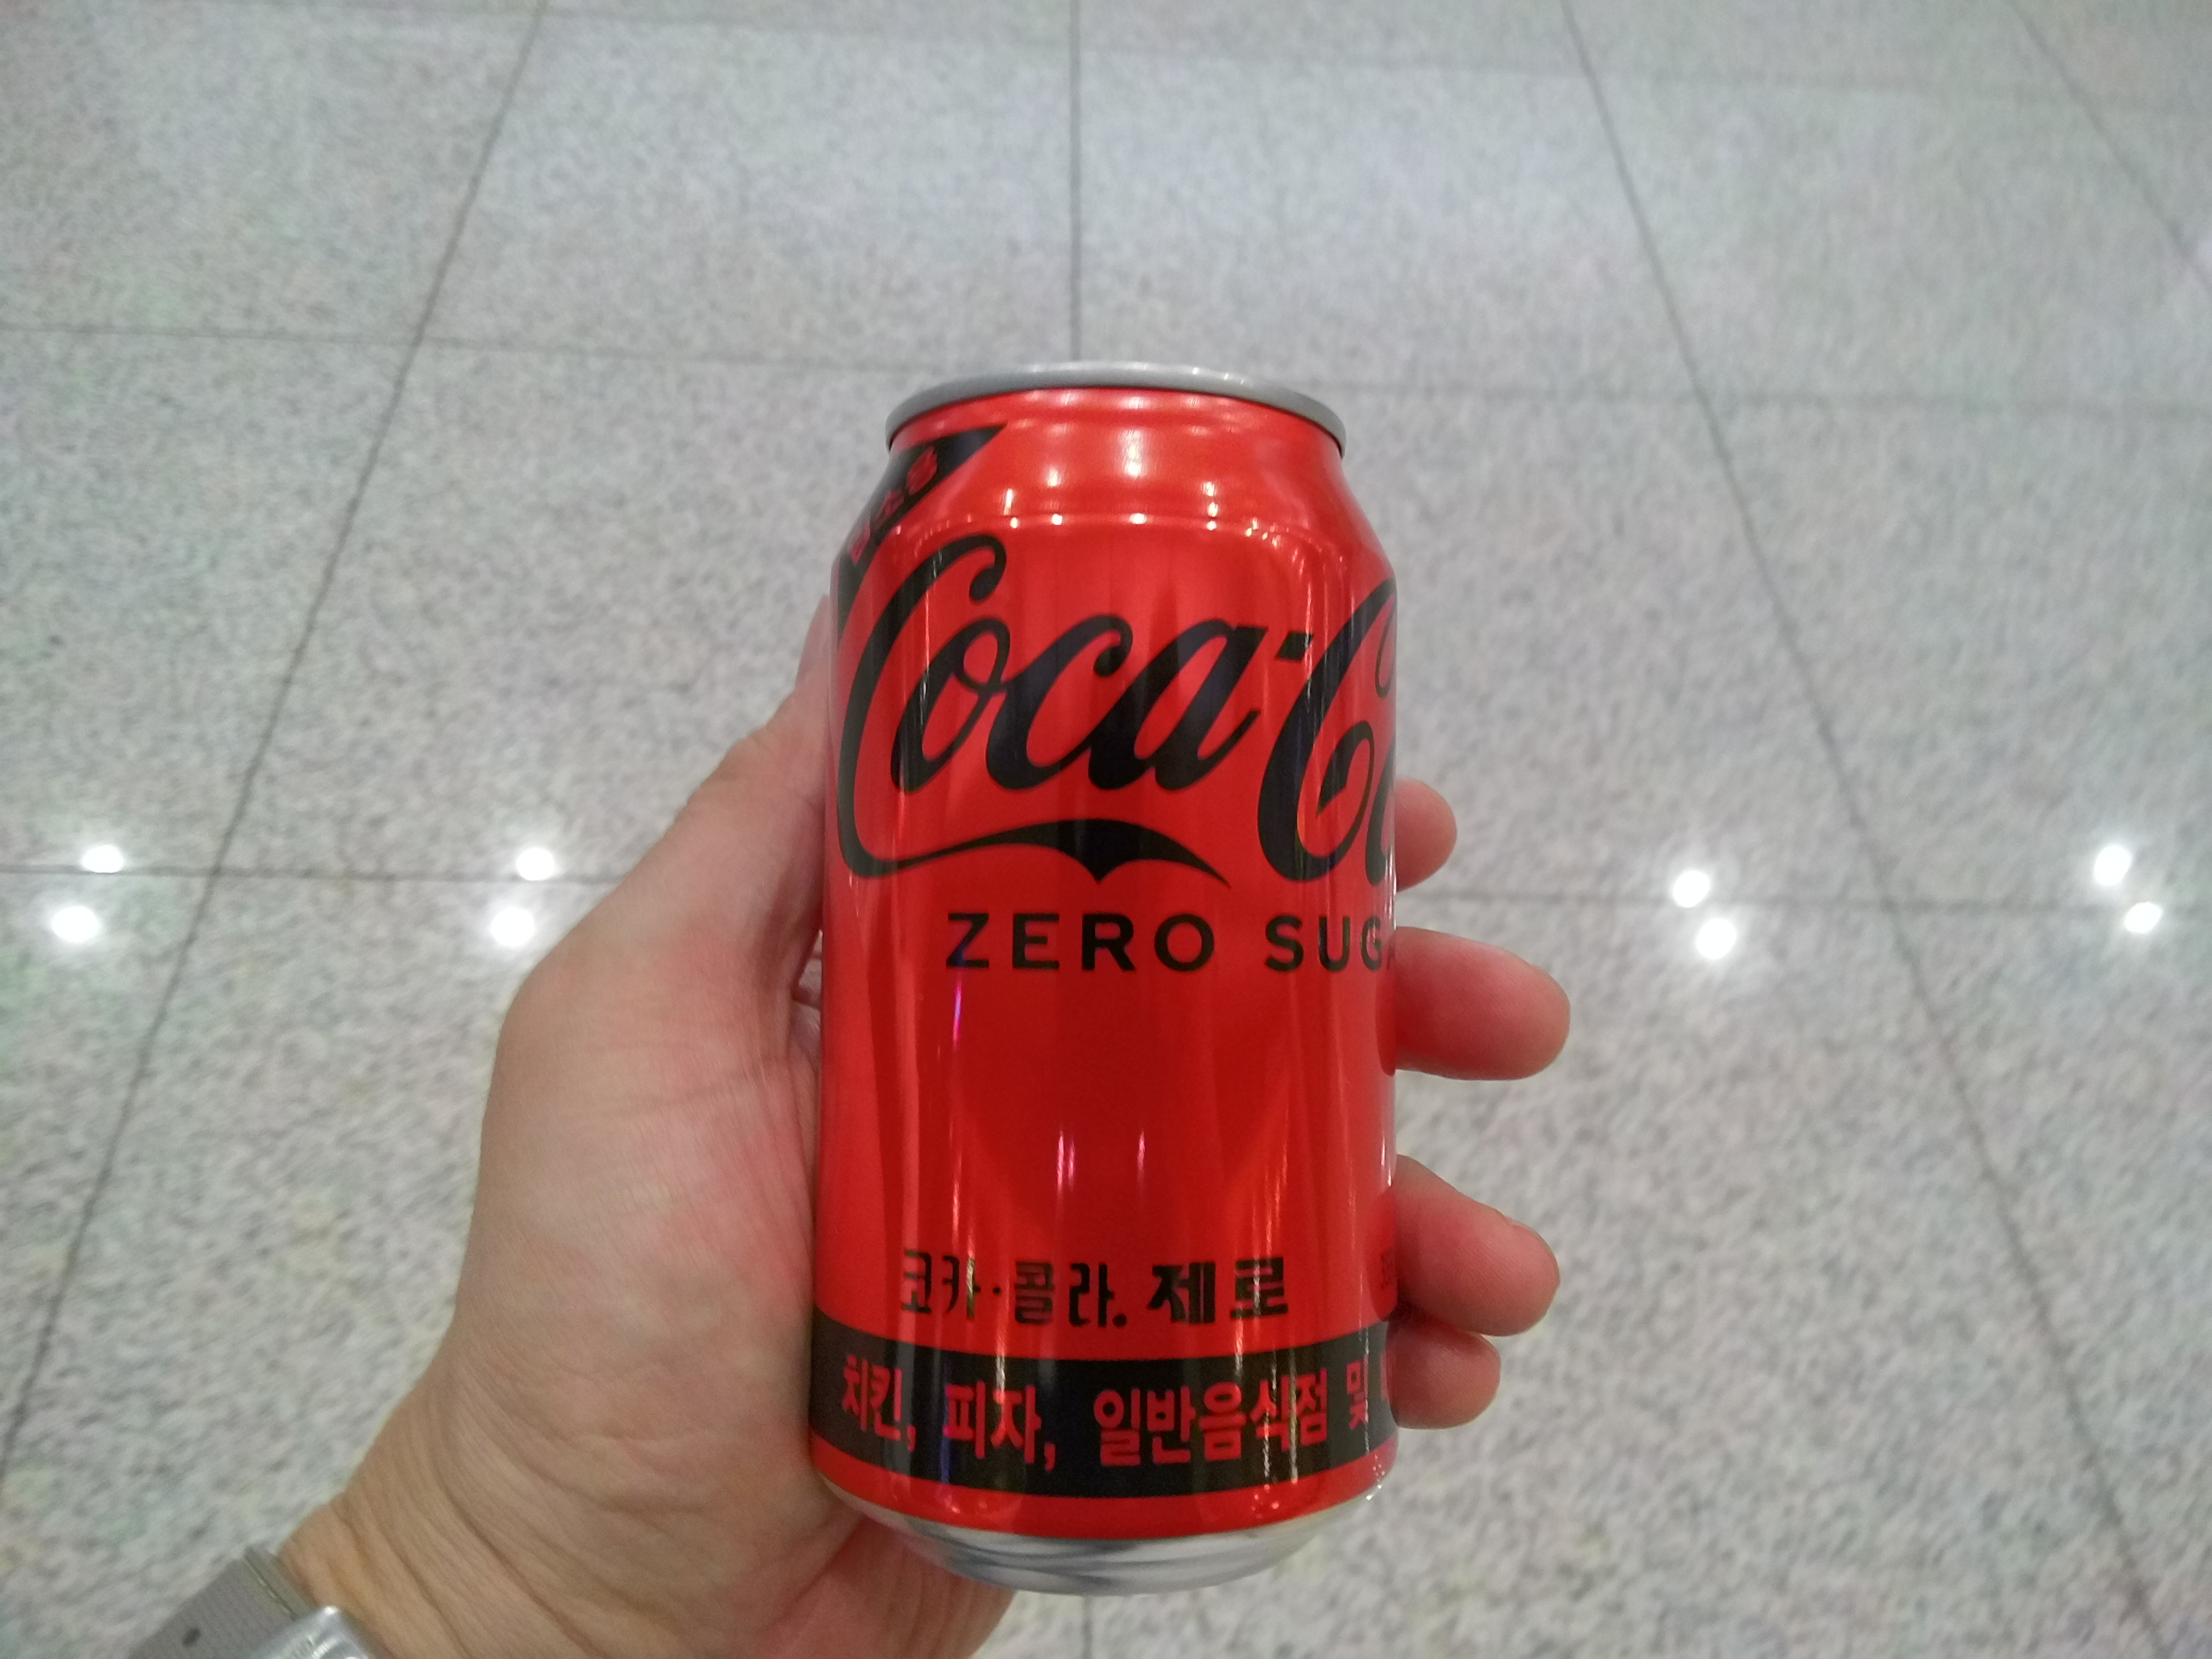 Coca-Co
ZERO SUG
코카·콜라. 제로
치킨, 피자, 일반음식점 및